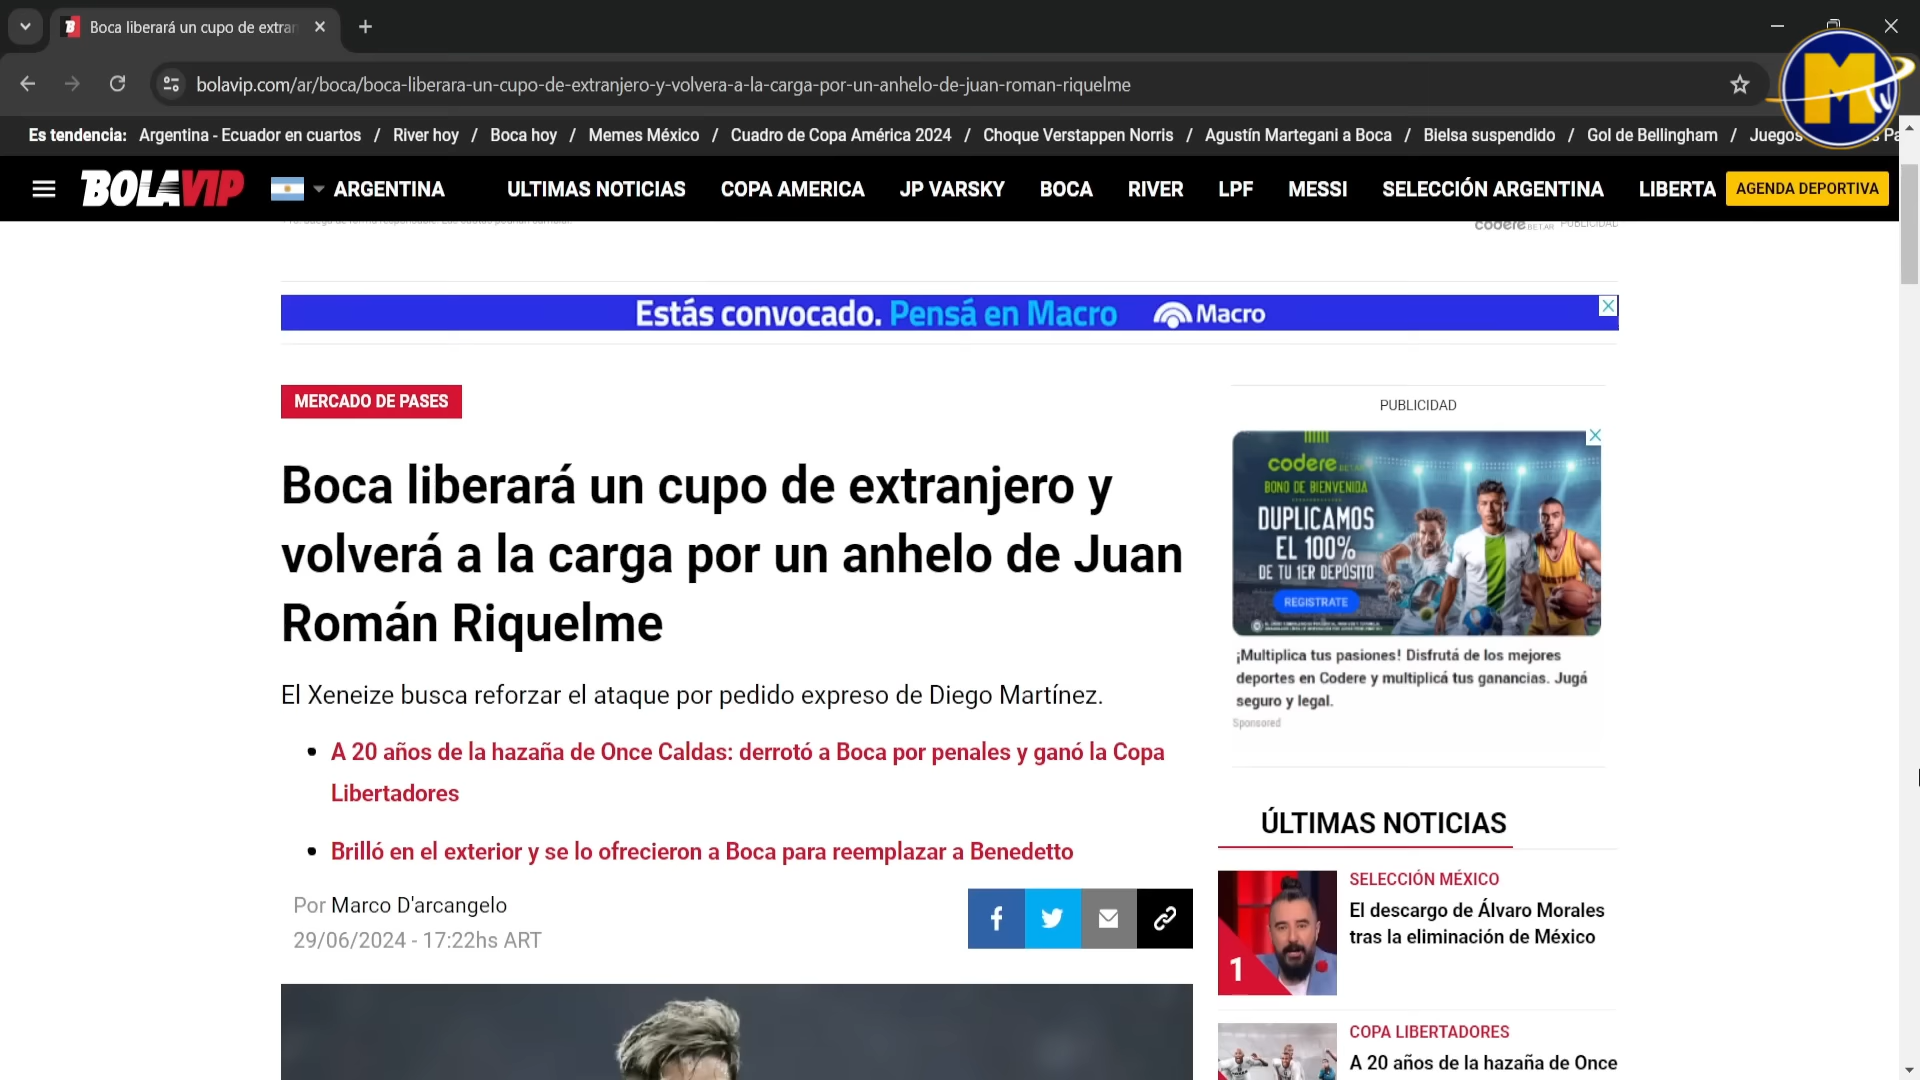 Boca liberará un cupo de extran
bolavip.com/ar/boca/boca-liberara-un-cupo-de-extranjero-y-volvera-a-la-carga-por-un-anhelo-de-juan-roman-riquelme
M tv
Es tendencia: Argentina - Ecuador en cuartos / River hoy / Boca hoy / Memes México / Cuadro de Copa América 2024 / Choque Verstappen Norris / Agustín Martegani a Boca / Bielsa suspendido / Gol de Bellingham / Juegos Pa
BOLAVIP ARGENTINA ULTIMAS NOTICIAS COPA AMERICA JP VARSKY BOCA RIVER LPF MESSI SELECCIÓN ARGENTINA LIBERTA AGENDA DEPORTIVA
codere BET.AR PUBLICIDAD
Estás convocado. Pensá en Macro Macro
MERCADO DE PASES
Boca liberará un cupo de extranjero y
volverá a la carga por un anhelo de Juan
Román Riquelme
El Xeneize busca reforzar el ataque por pedido expreso de Diego Martínez.
• A 20 años de la hazaña de Once Caldas: derrotó a Boca por penales y ganó la Copa
Libertadores
• Brilló en el exterior y se lo ofrecieron a Boca para reemplazar a Benedetto
Por Marco D'arcangelo
29/06/2024 - 17:22hs ART
PUBLICIDAD
codere
BONO DE BIENVENIDA
DUPLICAMOS
EL 100%
DE TU 1ER DEPÓSITO
REGISTRATE
¡Multiplica tus pasiones! Disfrutá de los mejores
deportes en Codere y multiplicá tus ganancias. Jugá
seguro y legal.
Sponsored
ÚLTIMAS NOTICIAS
1
SELECCIÓN MÉXICO
El descargo de Álvaro Morales
tras la eliminación de México
COPA LIBERTADORES
A 20 años de la hazaña de Once